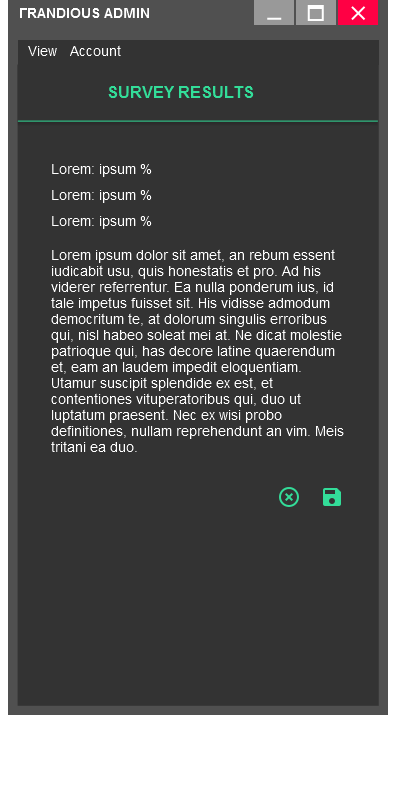 FRANDIOUS ADMIN
View Account
SURVEY RESULTS
Lorem: ipsum %
Lorem: ipsum %
Lorem: ipsum %
Lorem ipsum dolor sit amet, an rebum essent
iudicabit usu, quis honestatis et pro. Ad his
viderer referrentur. Ea nulla ponderum ius, id
tale impetus fuisset sit. His vidisse admodum
democritum te, at dolorum singulis erroribus
qui, nisl habeo soleat mei at. Ne dicat molestie
patrioque qui, has decore latine quaerendum
et, eam an laudem impedit eloquentiam.
Utamur suscipit splendide ex est, et
contentiones vituperatoribus qui, duo ut
luptatum praesent. Nec ex wisi probo
definitiones, nullam reprehendunt an vim. Meis
tritani ea duo.